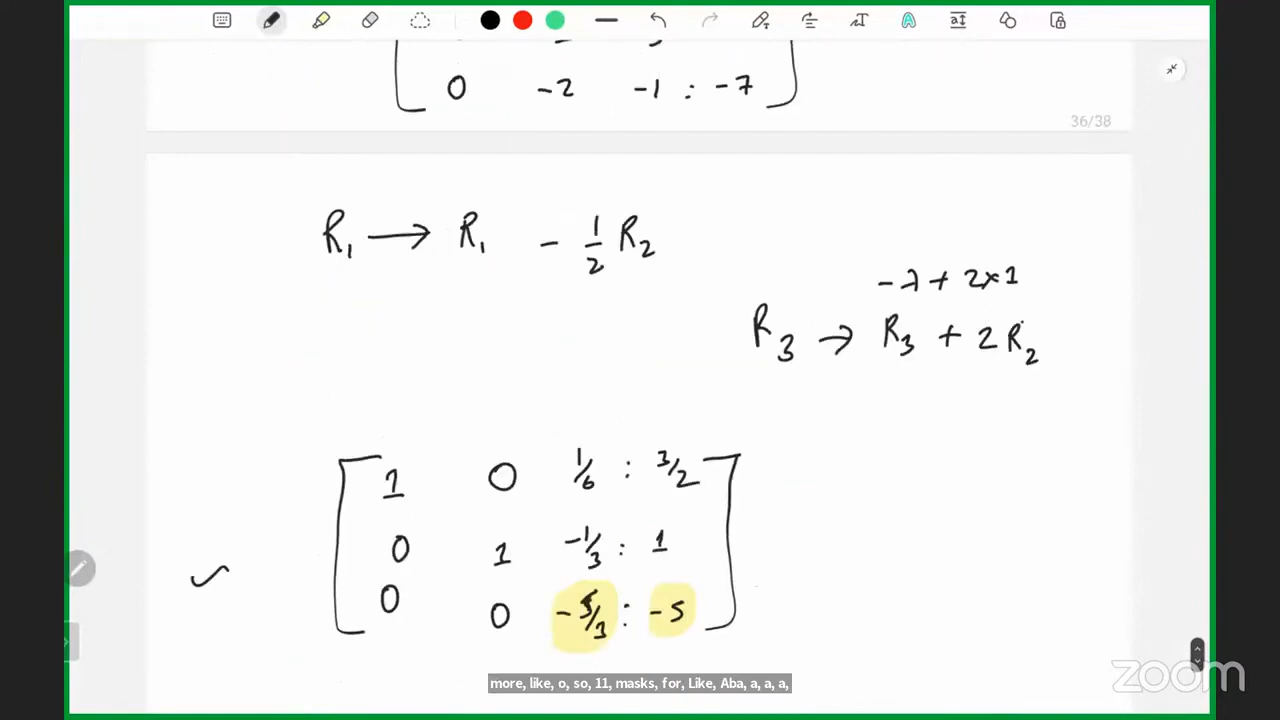 0 -2 -1 : -7
36/38
R₁ → R₁ - 1/2 R₂
-7 + 2×1
R₃ → R₃ + 2R₂
1 0 1/6 : 3/2
0 1 -1/3 : 1
0 0 -5/3 : -5
more, like, o, so, 11, masks, for, Like, Aba, a, a, a,
zoom